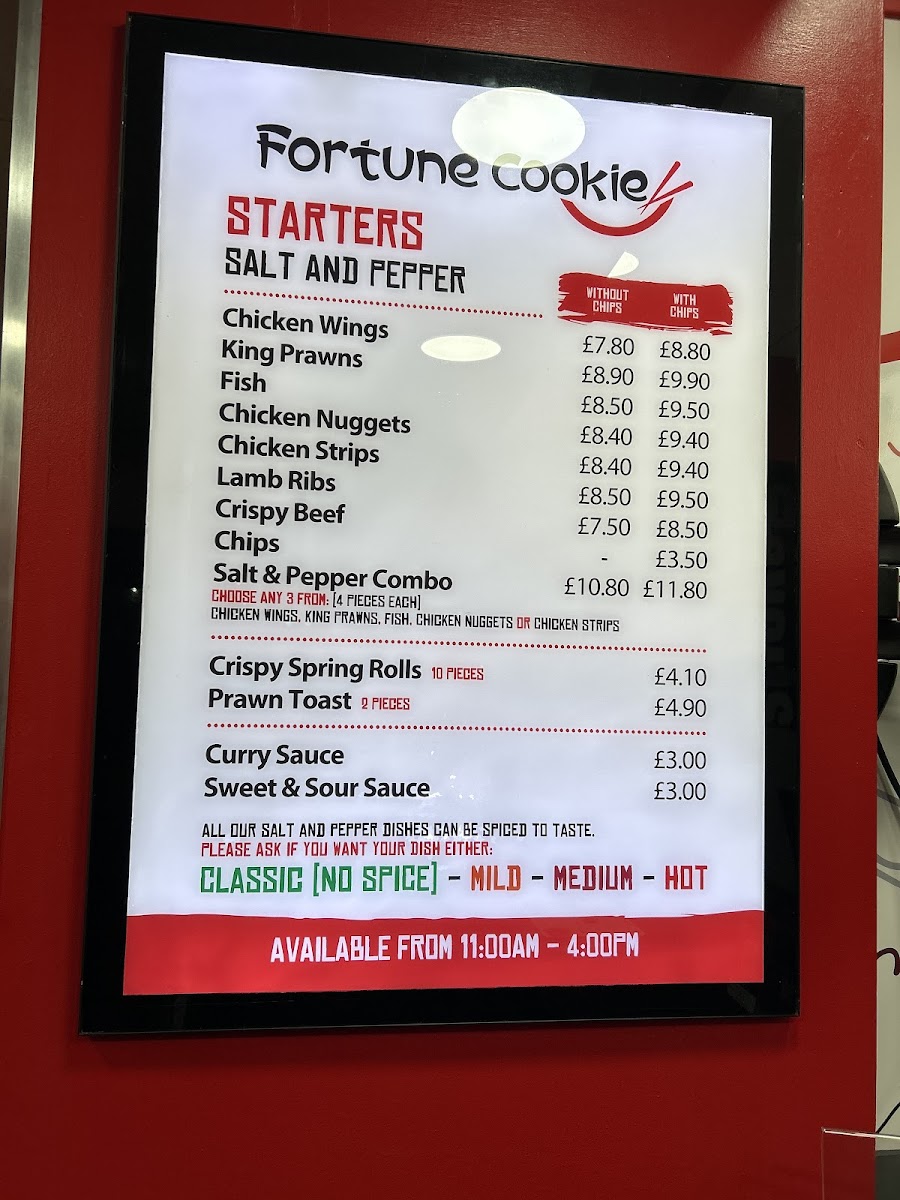 Fortune Cookie
STARTERS
SALT AND PEPPER
WITHOUT CHIPS WITH CHIPS
Chicken Wings £7.80 £8.80
King Prawns £8.90 £9.90
Fish £8.50 £9.50
Chicken Nuggets £8.40 £9.40
Chicken Strips £8.40 £9.40
Lamb Ribs £8.50 £9.50
Crispy Beef £7.50 £8.50
Chips - £3.50
Salt & Pepper Combo £10.80 £11.80
CHOOSE ANY 3 FROM: [4 PIECES EACH]
CHICKEN WINGS, KING PRAWNS, FISH, CHICKEN NUGGETS OR CHICKEN STRIPS
Crispy Spring Rolls 10 PIECES £4.10
Prawn Toast 2 PIECES £4.90
Curry Sauce £3.00
Sweet & Sour Sauce £3.00
ALL OUR SALT AND PEPPER DISHES CAN BE SPICED TO TASTE.
PLEASE ASK IF YOU WANT YOUR DISH EITHER:
CLASSIC [NO SPICE] - MILD - MEDIUM - HOT
AVAILABLE FROM 11:00AM - 4:00PM